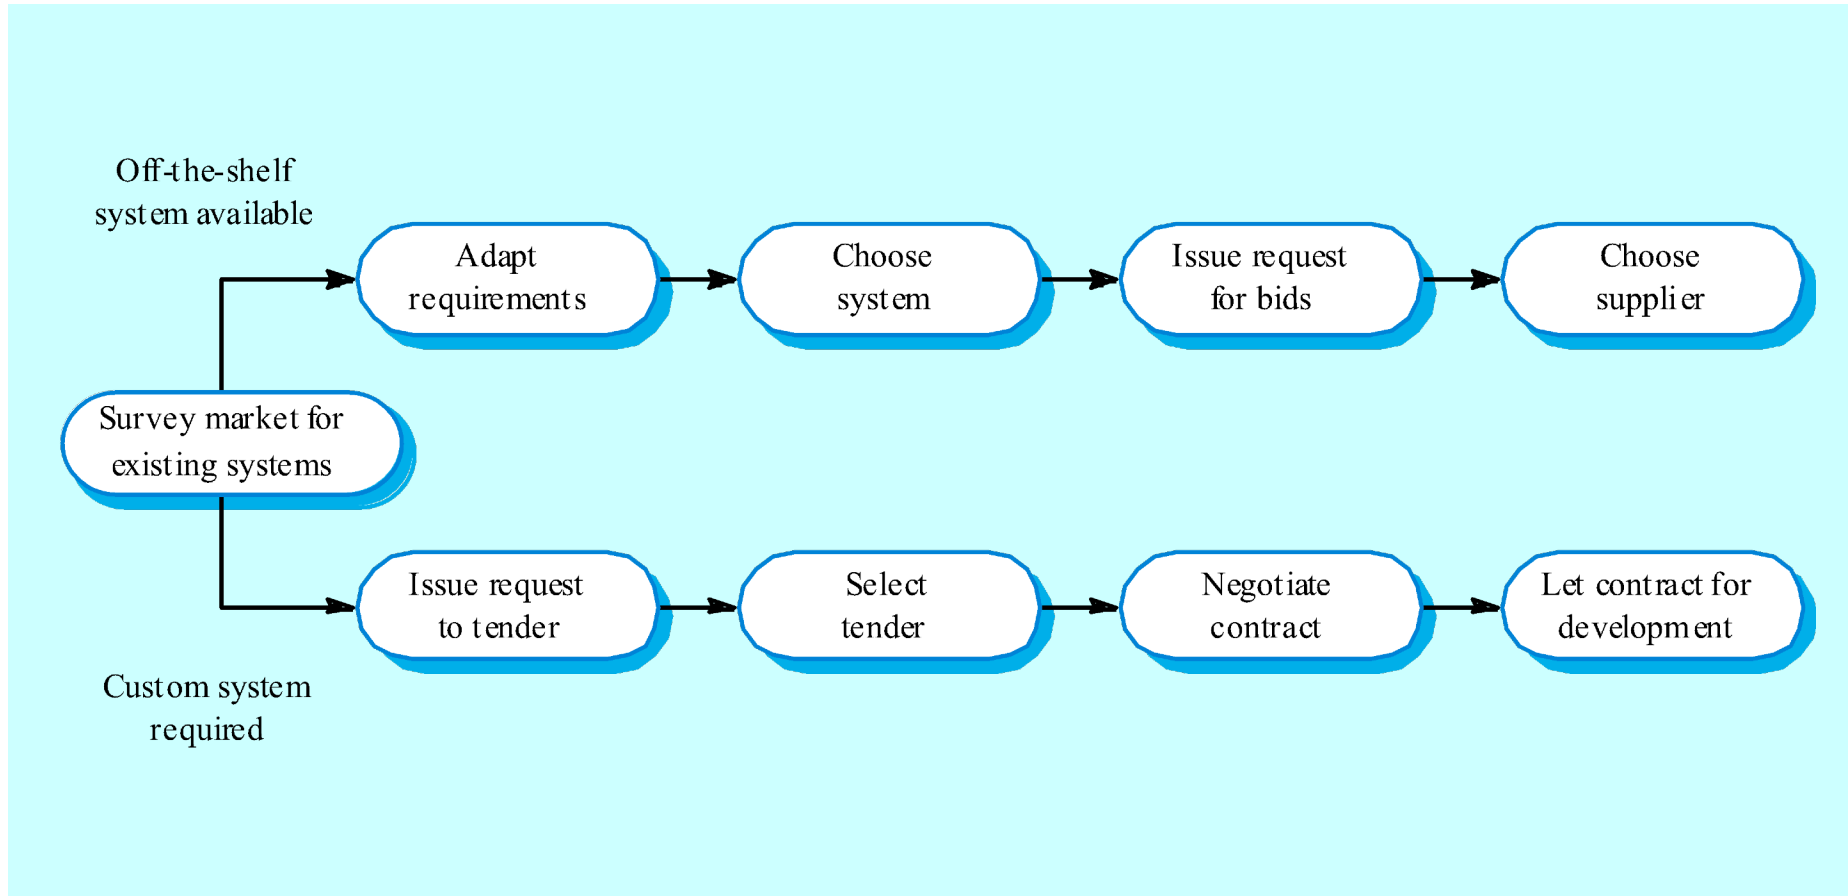 Off-the-shelf
system available
Adapt
requirements
Choose
system
Issue request
for bids
Choose
supplier
Survey market for
existing systems
Issue request
to tender
Select
tender
Negotiate
contract
Let contract for
development
Custom system
required